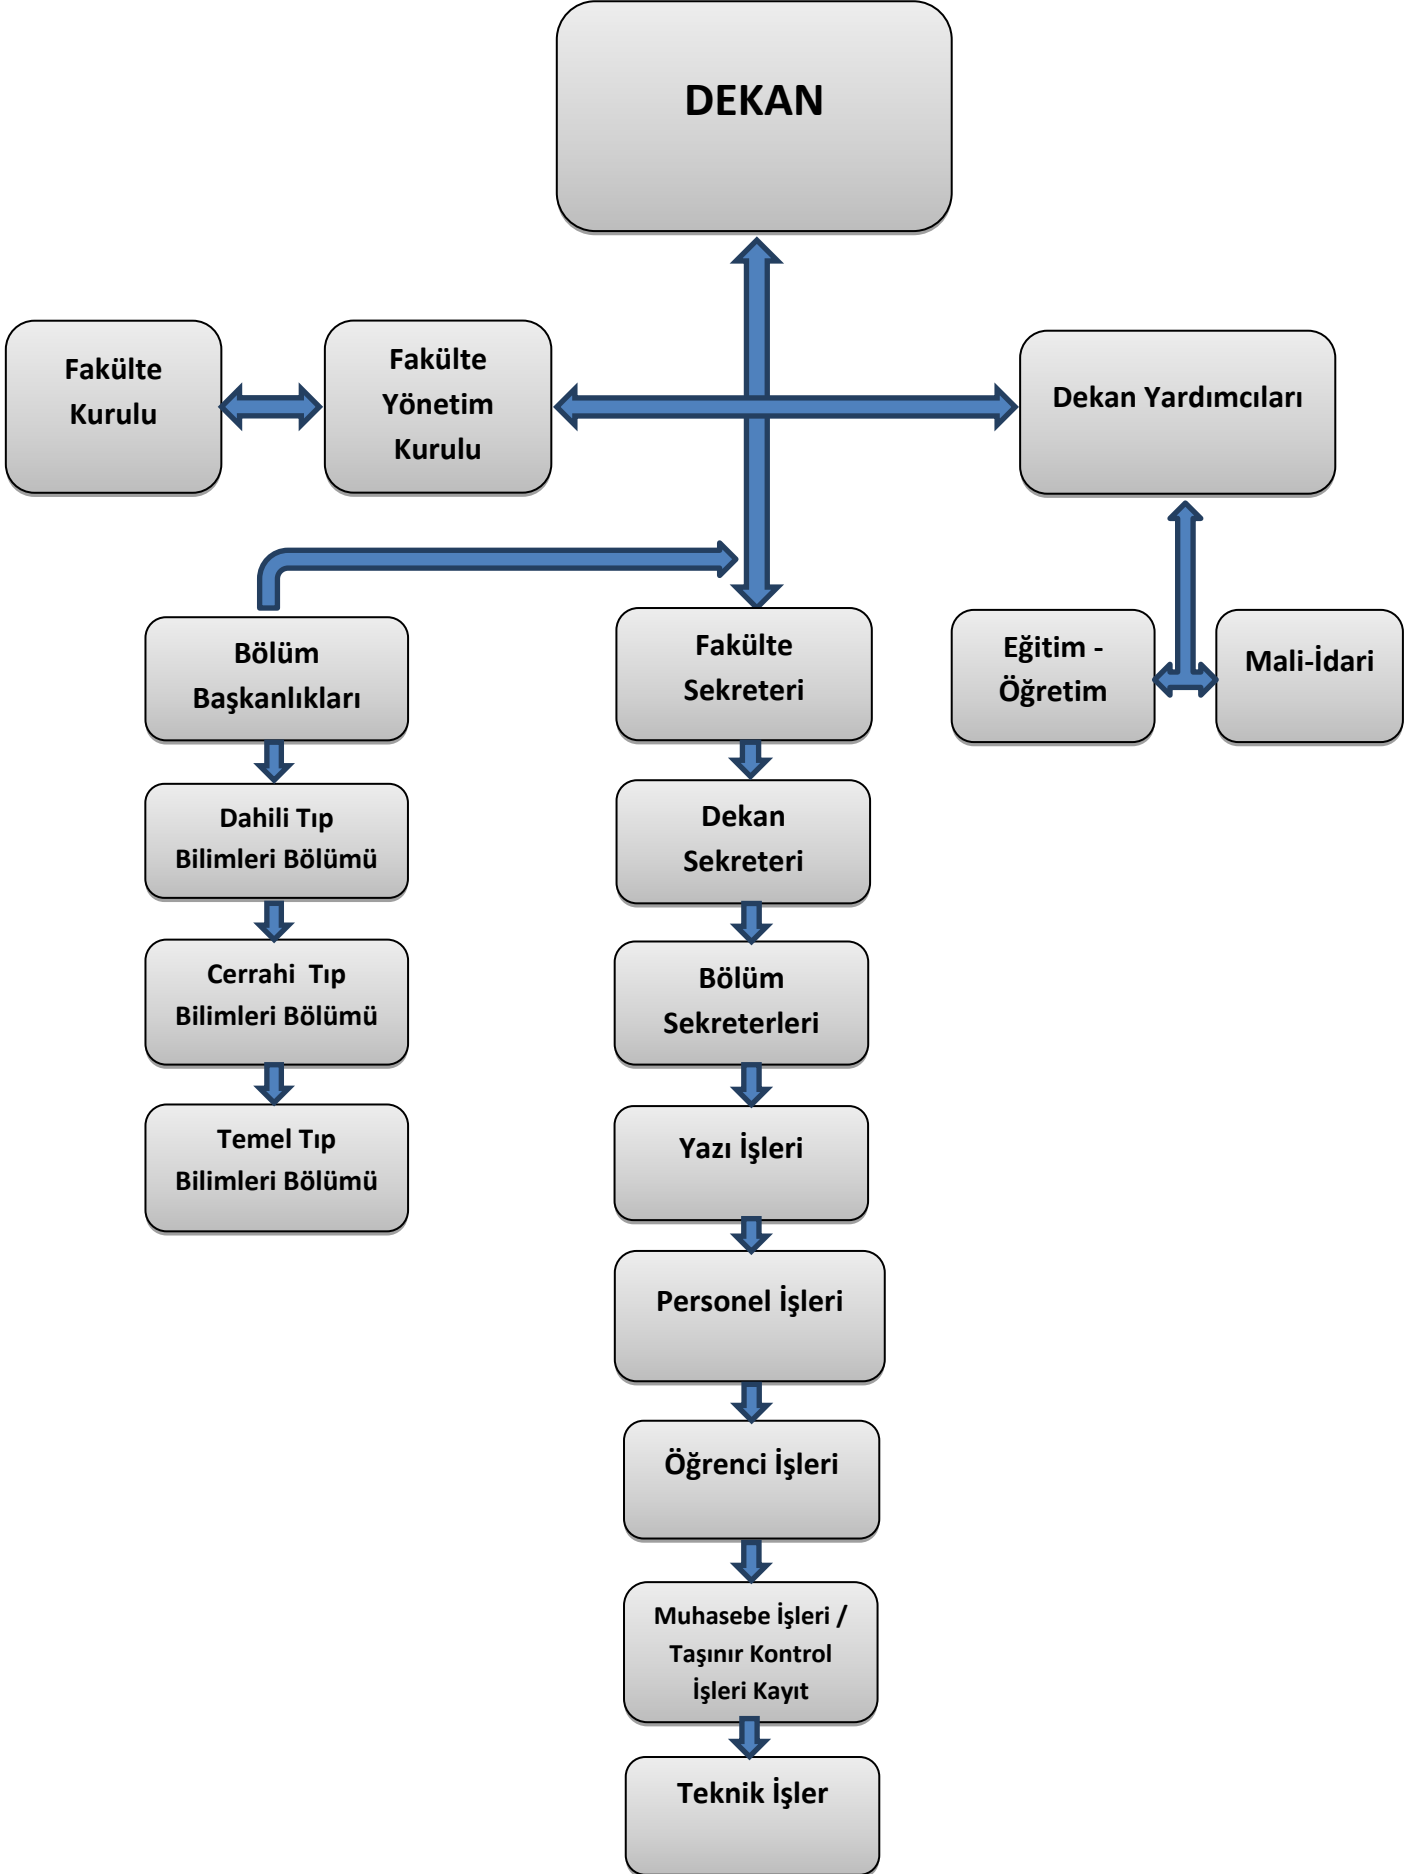 DEKAN
Fakülte
Kurulu
Fakülte
Yönetim
Kurulu
Dekan Yardımcıları
Bölüm
Başkanlıkları
Fakülte
Sekreteri
Eğitim -
Öğretim
Mali-İdari
Dahili Tıp
Bilimleri Bölümü
Dekan
Sekreteri
Cerrahi  Tıp
Bilimleri Bölümü
Bölüm
Sekreterleri
Temel Tıp
Bilimleri Bölümü
Yazı İşleri
Personel İşleri
Öğrenci İşleri
Muhasebe İşleri /
Taşınır Kontrol
İşleri Kayıt
Teknik İşler